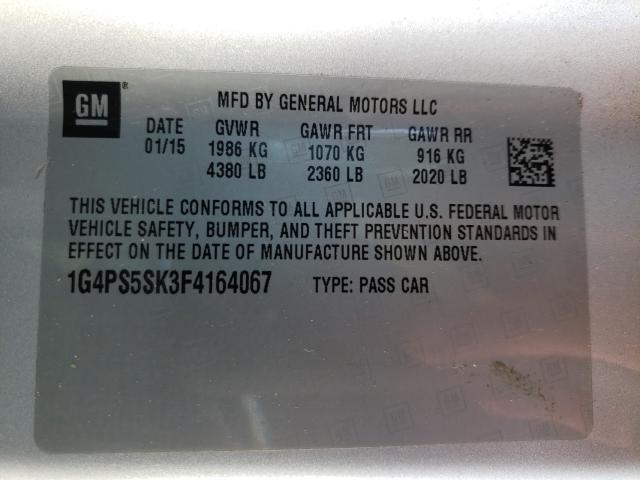 GM ®
MFD BY GENERAL MOTORS LLC
DATE GVWR GAWR FRT GAWR RR
01/15 1986 KG 1070 KG 916 KG
4380 LB 2360 LB 2020 LB
THIS VEHICLE CONFORMS TO ALL APPLICABLE U.S. FEDERAL MOTOR
VEHICLE SAFETY, BUMPER, AND THEFT PREVENTION STANDARDS IN
EFFECT ON THE DATE OF MANUFACTURE SHOWN ABOVE.
1G4PS5SK3F4164067 TYPE: PASS CAR